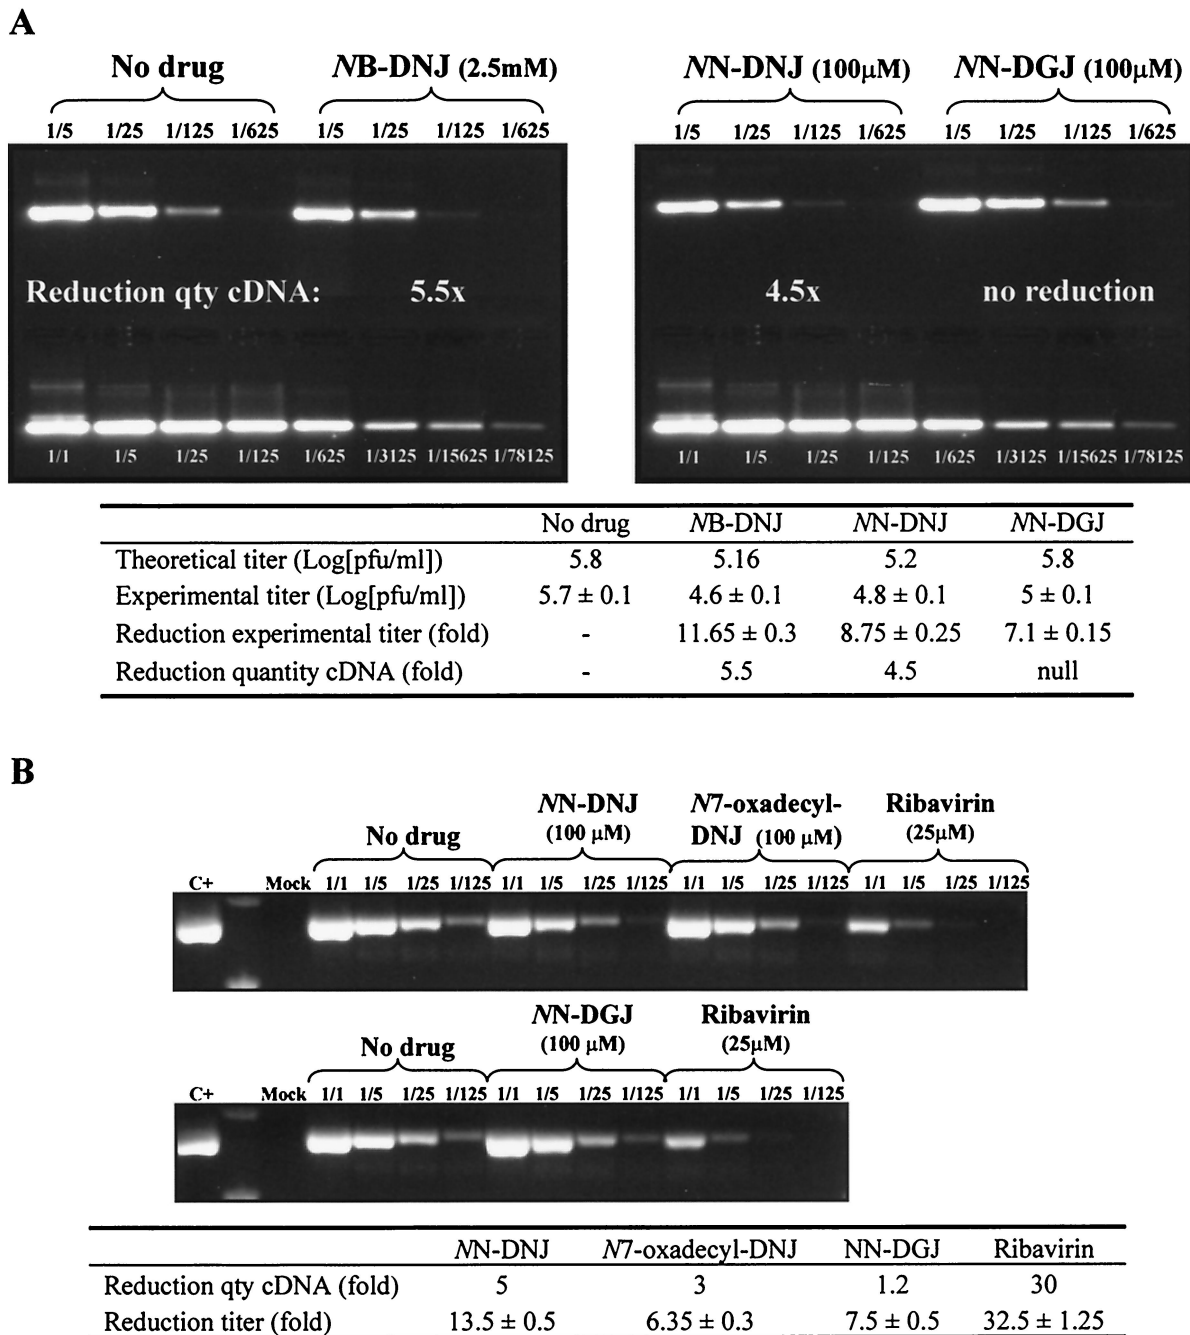 A
No drug NB-DNJ (2.5mM) NN-DNJ (100μM) NN-DGJ (100μM)
1/5 1/25 1/125 1/625 1/5 1/25 1/125 1/625 1/5 1/25 1/125 1/625 1/5 1/25 1/125 1/625
Reduction qty cDNA: 5.5x 4.5x no reduction
1/1 1/5 1/25 1/125 1/625 1/3125 1/15625 1/78125 1/1 1/5 1/25 1/125 1/625 1/3125 1/15625 1/78125
No drug NB-DNJ NN-DNJ NN-DGJ
Theoretical titer (Log[pfu/ml]) 5.8 5.16 5.2 5.8
Experimental titer (Log[pfu/ml]) 5.7 ± 0.1 4.6 ± 0.1 4.8 ± 0.1 5 ± 0.1
Reduction experimental titer (fold) - 11.65 ± 0.3 8.75 ± 0.25 7.1 ± 0.15
Reduction quantity cDNA (fold) - 5.5 4.5 null
B
NN-DNJ N7-oxadecyl- Ribavirin
No drug (100 μM) DNJ (100 μM) (25μM)
C+ Mock 1/1 1/5 1/25 1/125 1/1 1/5 1/25 1/125 1/1 1/5 1/25 1/125 1/1 1/5 1/25 1/125
NN-DGJ Ribavirin
No drug (100 μM) (25μM)
C+ Mock 1/1 1/5 1/25 1/125 1/1 1/5 1/25 1/125 1/1 1/5 1/25 1/125
NN-DNJ N7-oxadecyl-DNJ NN-DGJ Ribavirin
Reduction qty cDNA (fold) 5 3 1.2 30
Reduction titer (fold) 13.5 ± 0.5 6.35 ± 0.3 7.5 ± 0.5 32.5 ± 1.25